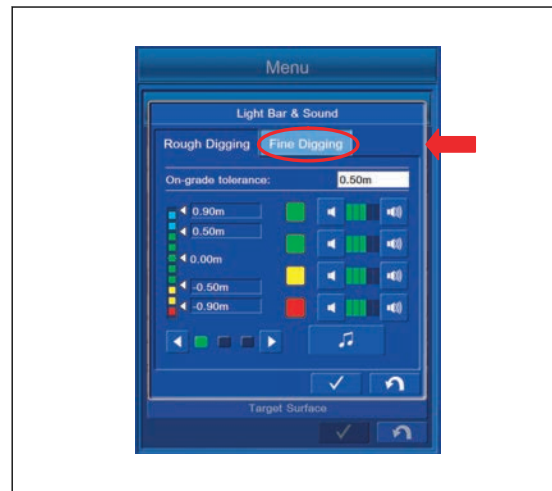 Menu
Light Bar & Sound
Rough Digging Fine Digging
On-grade tolerance: 0.50m
0.90m
0.50m
0.00m
-0.50m
-0.90m
Target Surface